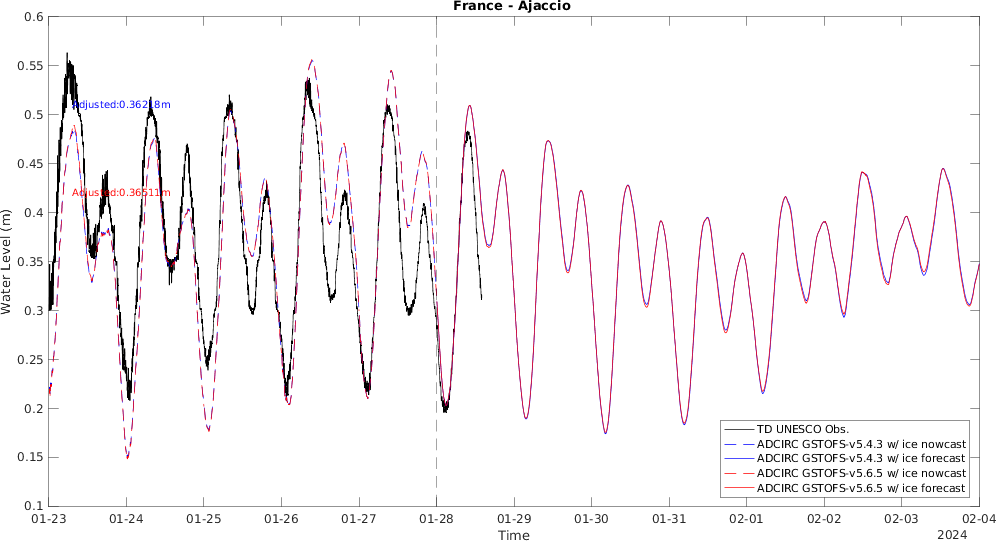 France - Ajaccio
0.6
0.55
0.5
0.45
0.4
0.35
0.3
0.25
0.2
0.15
0.1
Water Level (m)
Adjusted:0.36218m
Adjusted:0.36511m
TD UNESCO Obs.
ADCIRC GSTOFS-v5.4.3 w/ ice nowcast
ADCIRC GSTOFS-v5.4.3 w/ ice forecast
ADCIRC GSTOFS-v5.6.5 w/ ice nowcast
ADCIRC GSTOFS-v5.6.5 w/ ice forecast
01-23 01-24 01-25 01-26 01-27 01-28 01-29 01-30 01-31 02-01 02-02 02-03 02-04
Time
2024